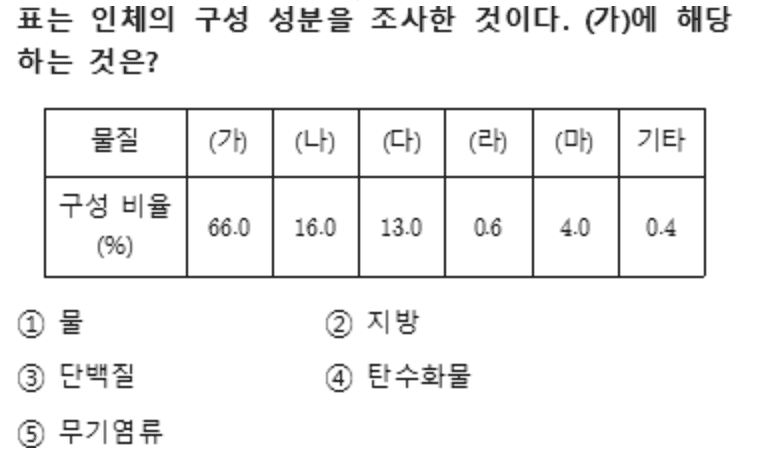 표는 인체의 구성 성분을 조사한 것이다. (가)에 해당
하는 것은?
물질 (가) (나) (다) (라) (마) 기타
구성 비율
(%) 66.0 16.0 13.0 0.6 4.0 0.4
① 물 ② 지방
③ 단백질 ④ 탄수화물
⑤ 무기염류